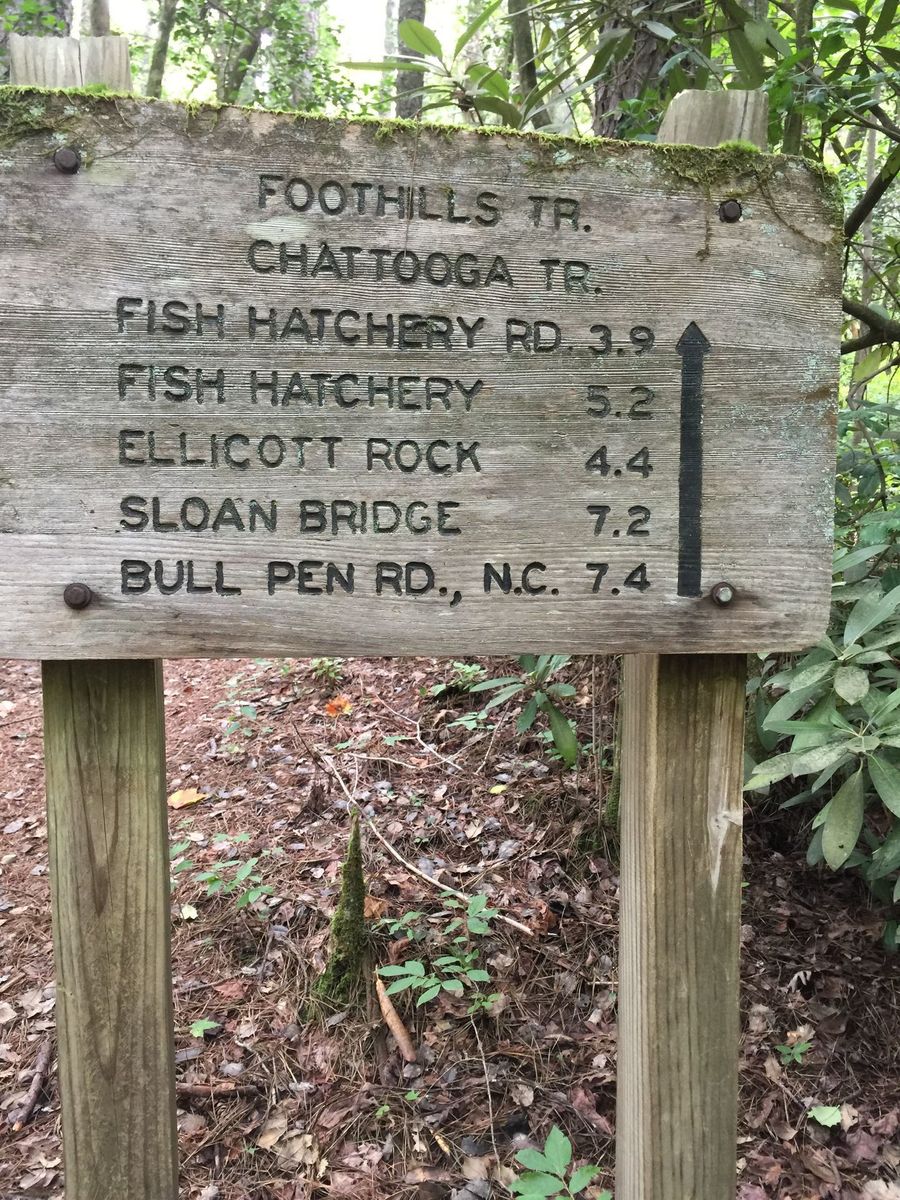 FOOTHILLS TR.
CHATTOOGA TR.
FISH HATCHERY RD. 3.9
FISH HATCHERY 5.2
ELLICOTT ROCK 4.4
SLOAN BRIDGE 7.2
BULL PEN RD., N.C. 7.4